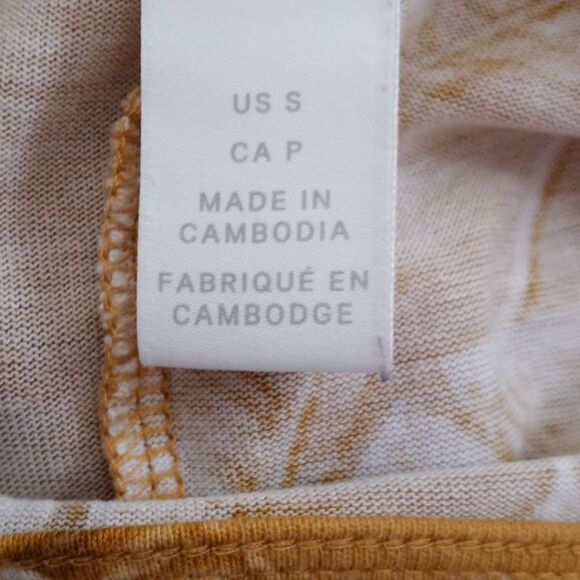 US S
CA P
MADE IN
CAMBODIA
FABRIQUÉ EN
CAMBODGE